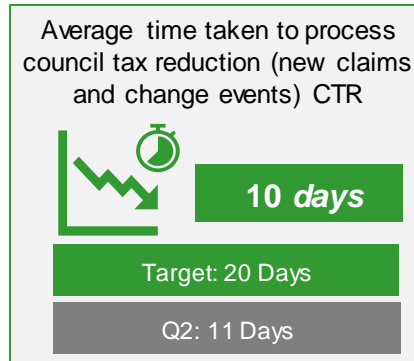 Average time taken to process
council tax reduction (new claims
and change events) CTR
10 days
Target: 20 Days
Q2: 11 Days